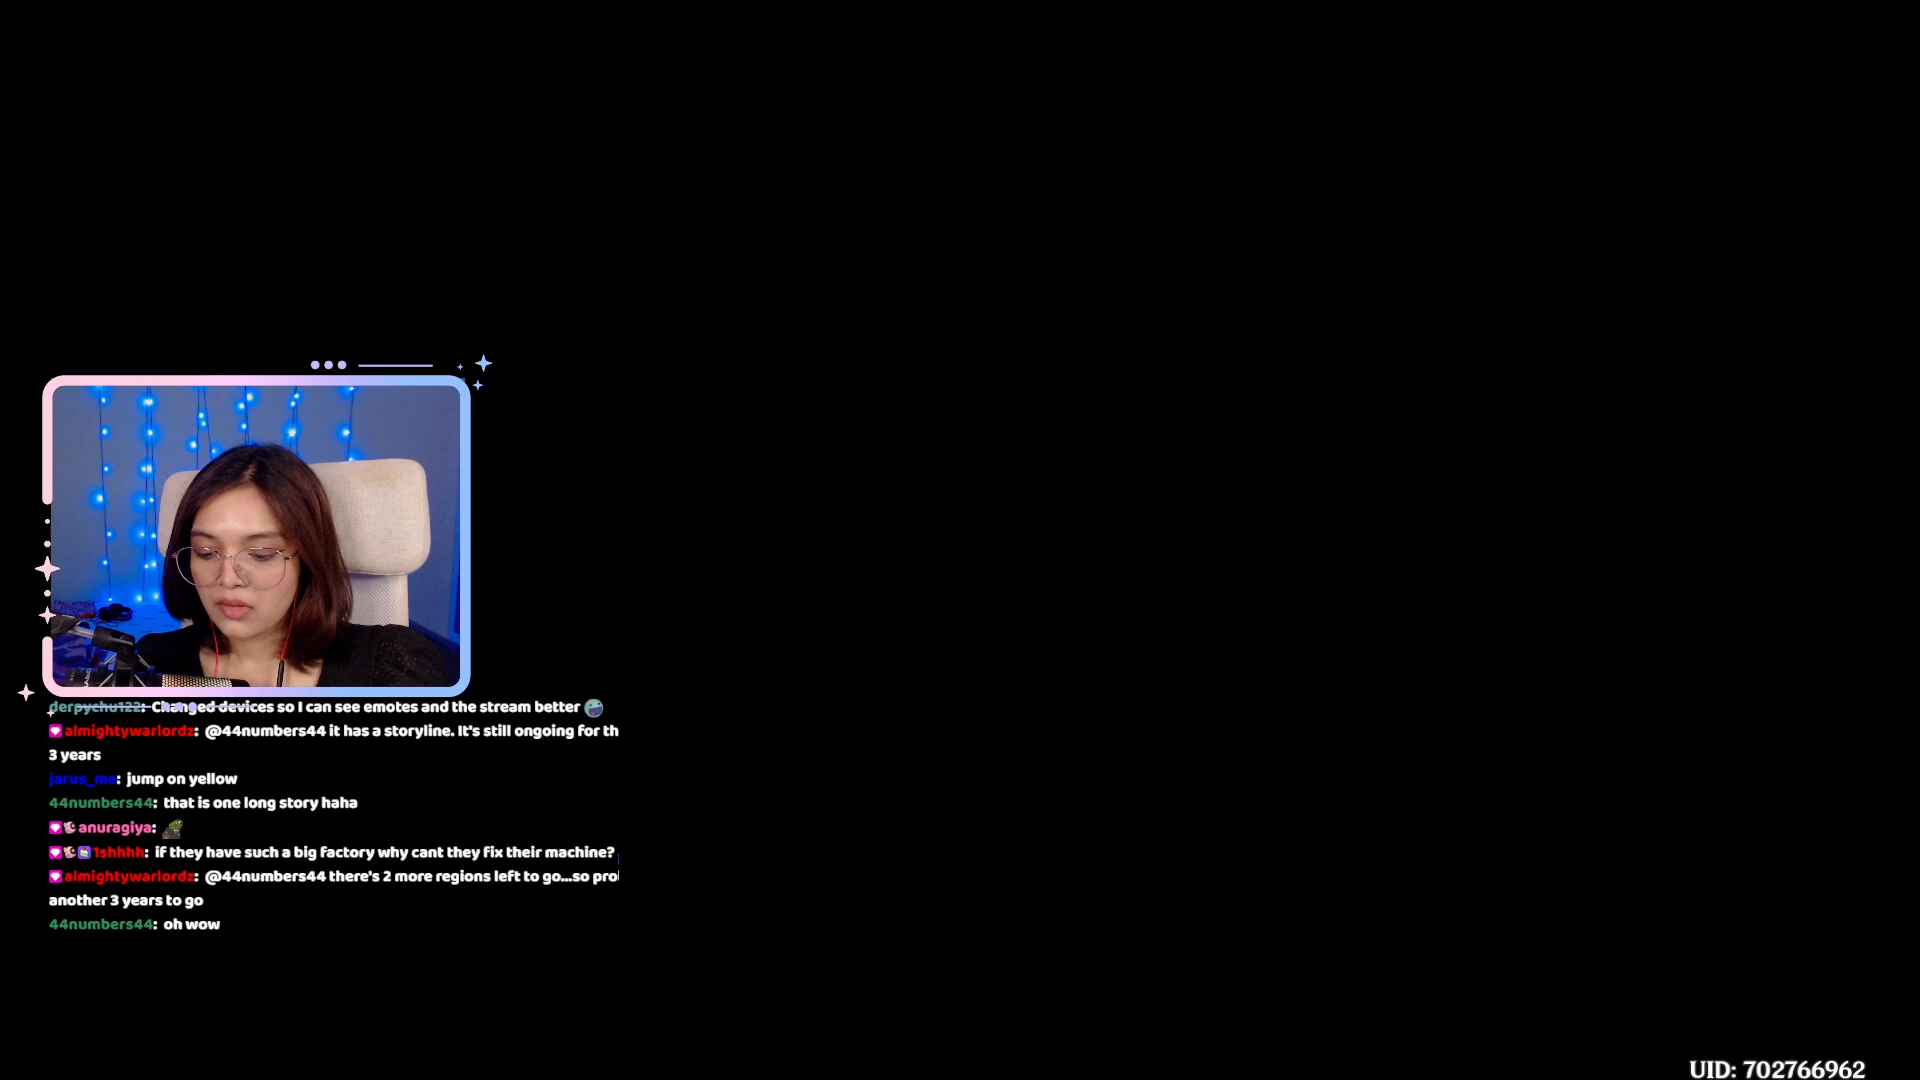 derpychu122: Changed devices so I can see emotes and the stream better
almightywarlordz: @44numbers44 it has a storyline. It's still ongoing for th
3 years
jarus_me: jump on yellow
44numbers44: that is one long story haha
anuragiya:
1shhhh: if they have such a big factory why cant they fix their machine?
almightywarlordz: @44numbers44 there's 2 more regions left to go...so pro
another 3 years to go
44numbers44: oh wow
UID: 702766962